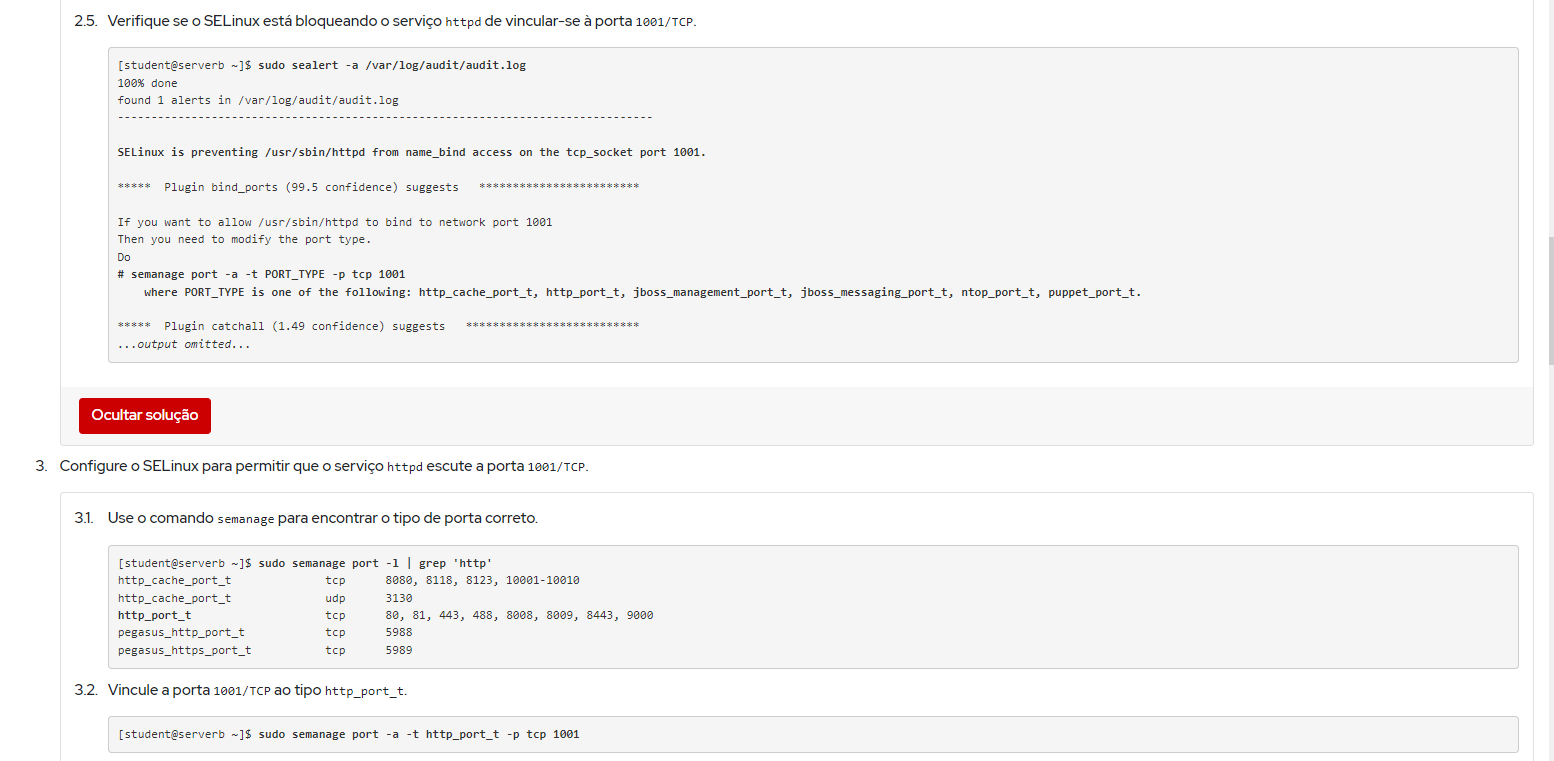 2.5. Verifique se o SELinux está bloqueando o serviço httpd de vincular-se à porta 1001/TCP.
[student@serverb ~]$ sudo sealert -a /var/log/audit/audit.log
100% done
found 1 alerts in /var/log/audit/audit.log
--------------------------------------------------------------------------------
SELinux is preventing /usr/sbin/httpd from name_bind access on the tcp_socket port 1001.
***** Plugin bind_ports (99.5 confidence) suggests ************************
If you want to allow /usr/sbin/httpd to bind to network port 1001
Then you need to modify the port type.
Do
# semanage port -a -t PORT_TYPE -p tcp 1001
where PORT_TYPE is one of the following: http_cache_port_t, http_port_t, jboss_management_port_t, jboss_messaging_port_t, ntop_port_t, puppet_port_t.
***** Plugin catchall (1.49 confidence) suggests **************************
...output omitted...
Ocultar solução
3. Configure o SELinux para permitir que o serviço httpd escute a porta 1001/TCP.
3.1. Use o comando semanage para encontrar o tipo de porta correto.
[student@serverb ~]$ sudo semanage port -l | grep 'http'
http_cache_port_t tcp 8080, 8118, 8123, 10001-10010
http_cache_port_t udp 3130
http_port_t tcp 80, 81, 443, 488, 8008, 8009, 8443, 9000
pegasus_http_port_t tcp 5988
pegasus_https_port_t tcp 5989
3.2. Vincule a porta 1001/TCP ao tipo http_port_t.
[student@serverb ~]$ sudo semanage port -a -t http_port_t -p tcp 1001